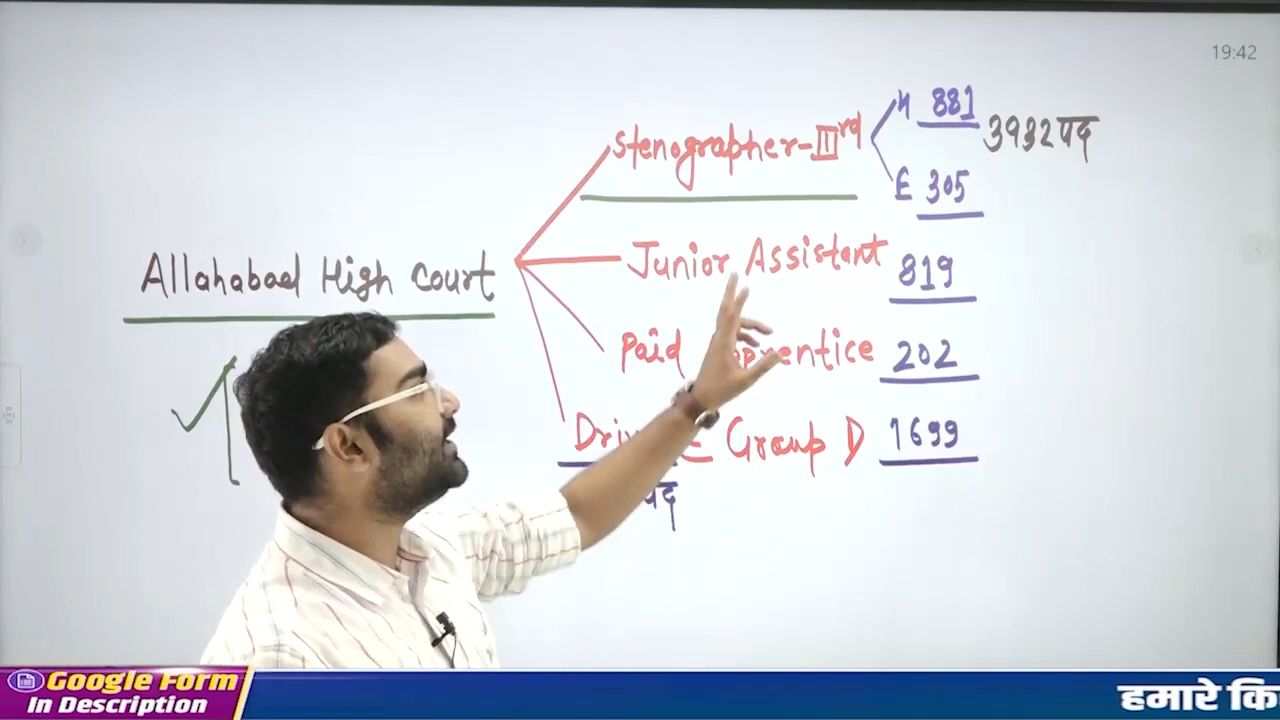 19:42
H 881
3932 पद
Stenographer-IIIrd
E 305
Allahabad High Court
Junior Assistant 819
Paid 202
Group D 1699
पद
Google Form
In Description
हमारे कि